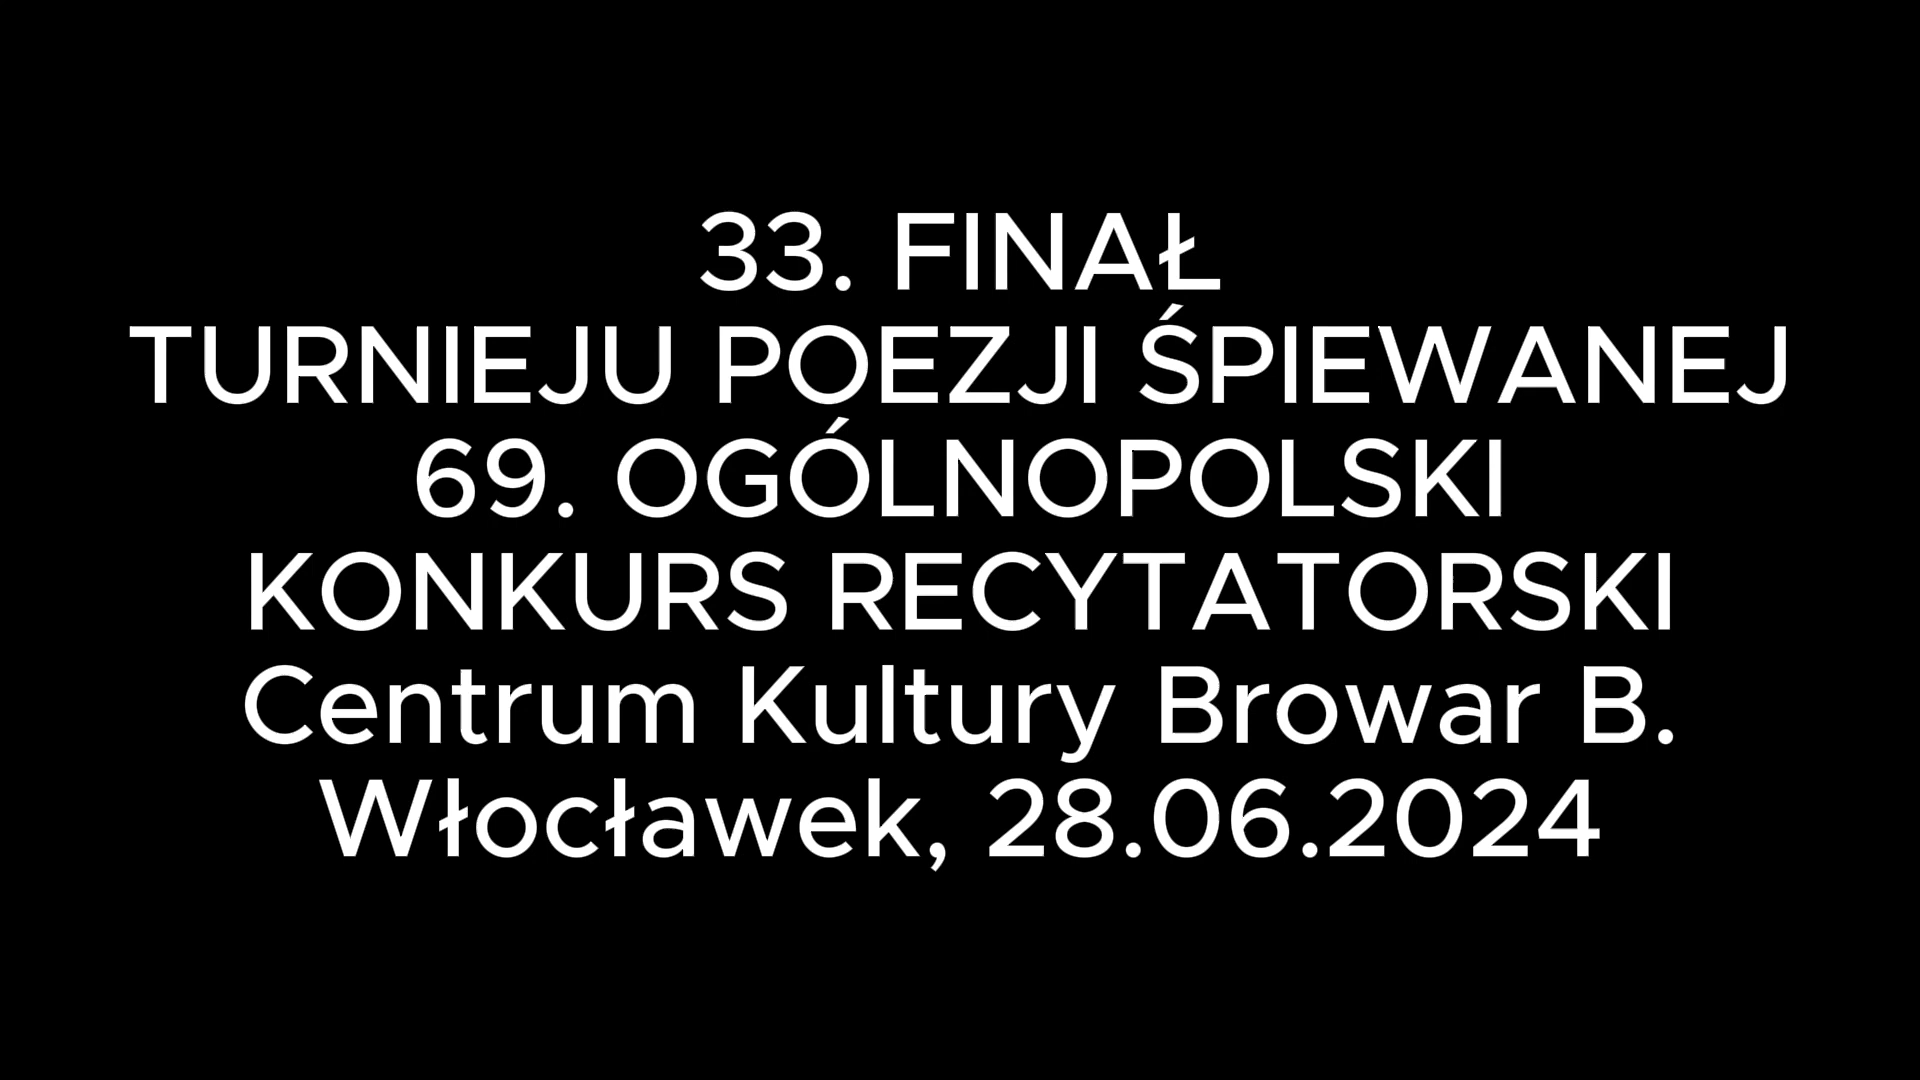 33. FINAŁ
TURNIEJU POEZJI ŚPIEWANEJ
69. OGÓLNOPOLSKI
KONKURS RECYTATORSKI
Centrum Kultury Browar B.
Włocławek, 28.06.2024